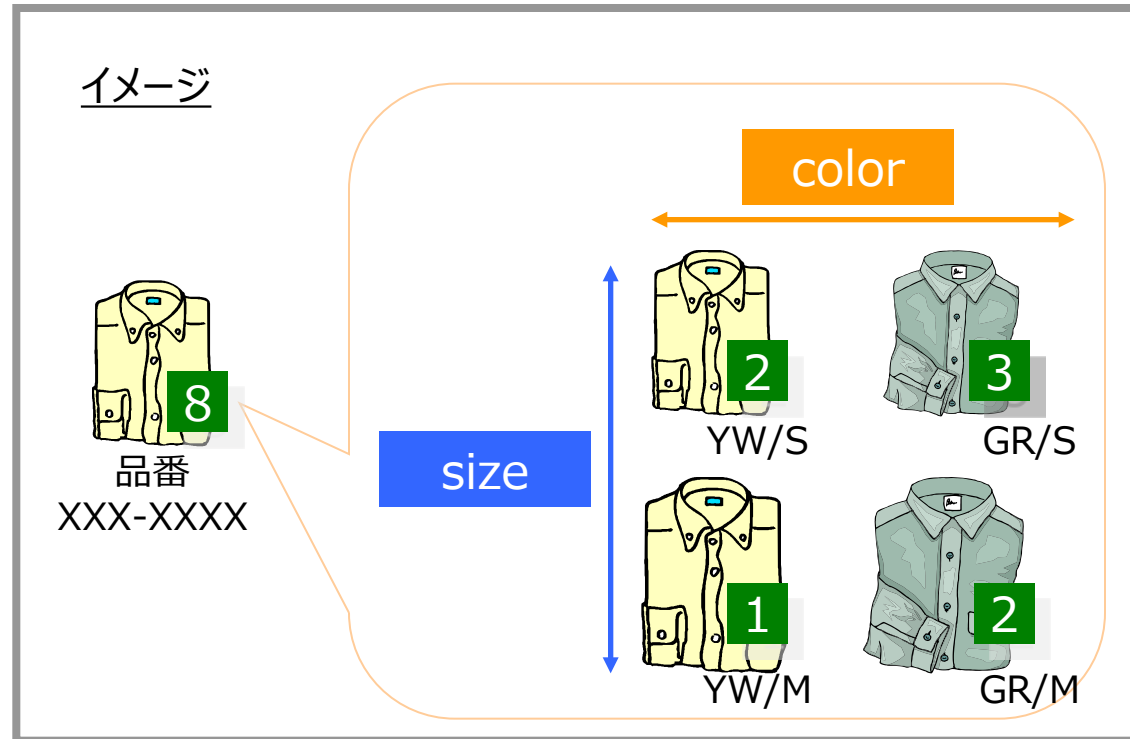 イメージ
color
8
品番
XXX-XXXX
size
2
YW/S
3
GR/S
1
YW/M
2
GR/M